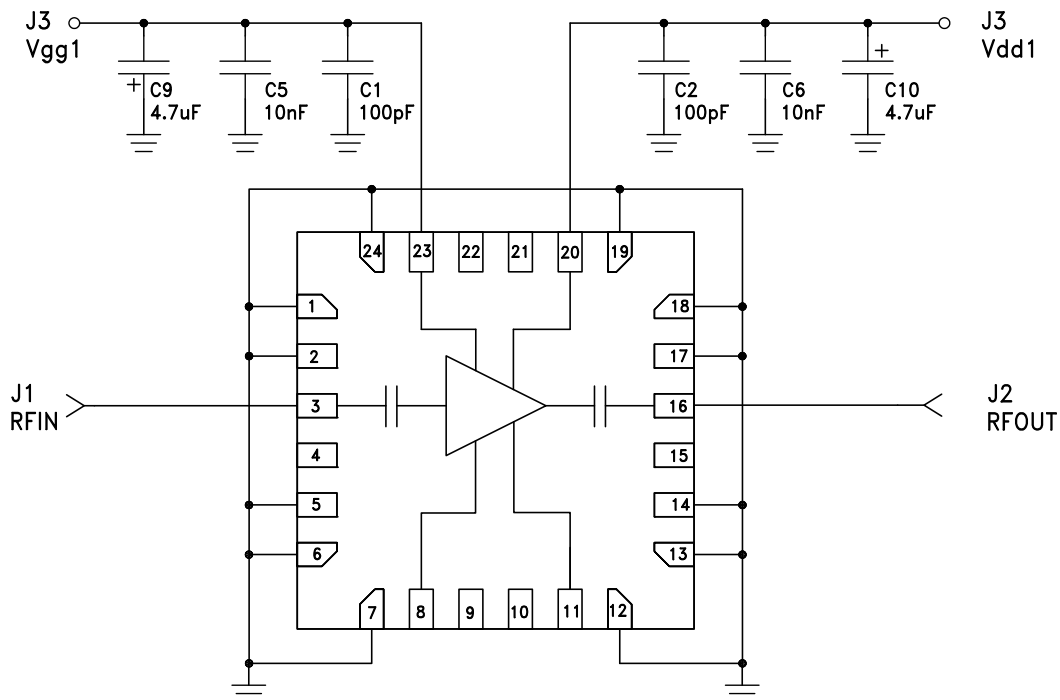 J3
Vgg1
J3
Vdd1
+
C9
4.7uF
C5
10nF
C1
100pF
C2
100pF
C6
10nF
+
C10
4.7uF
24
23
22
21
20
19
1
18
2
17
J1
RFIN
3
16
J2
RFOUT
4
15
5
14
6
13
7
8
9
10
11
12